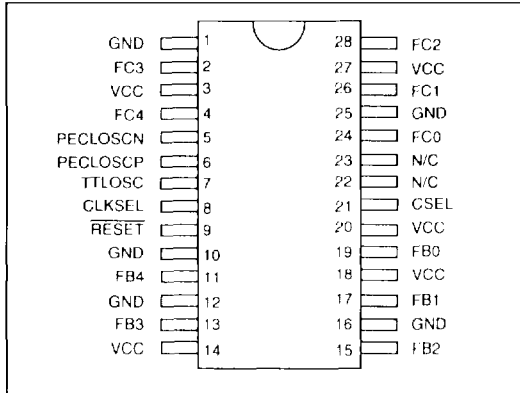 GND 1 28 FC2
FC3 2 27 VCC
VCC 3 26 FC1
FC4 4 25 GND
PECLOSCN 5 24 FC0
PECLOSCP 6 23 N/C
TTLOSC 7 22 N/C
CLKSEL 8 21 CSEL
RESET 9 20 VCC
GND 10 19 FB0
FB4 11 18 VCC
GND 12 17 FB1
FB3 13 16 GND
VCC 14 15 FB2